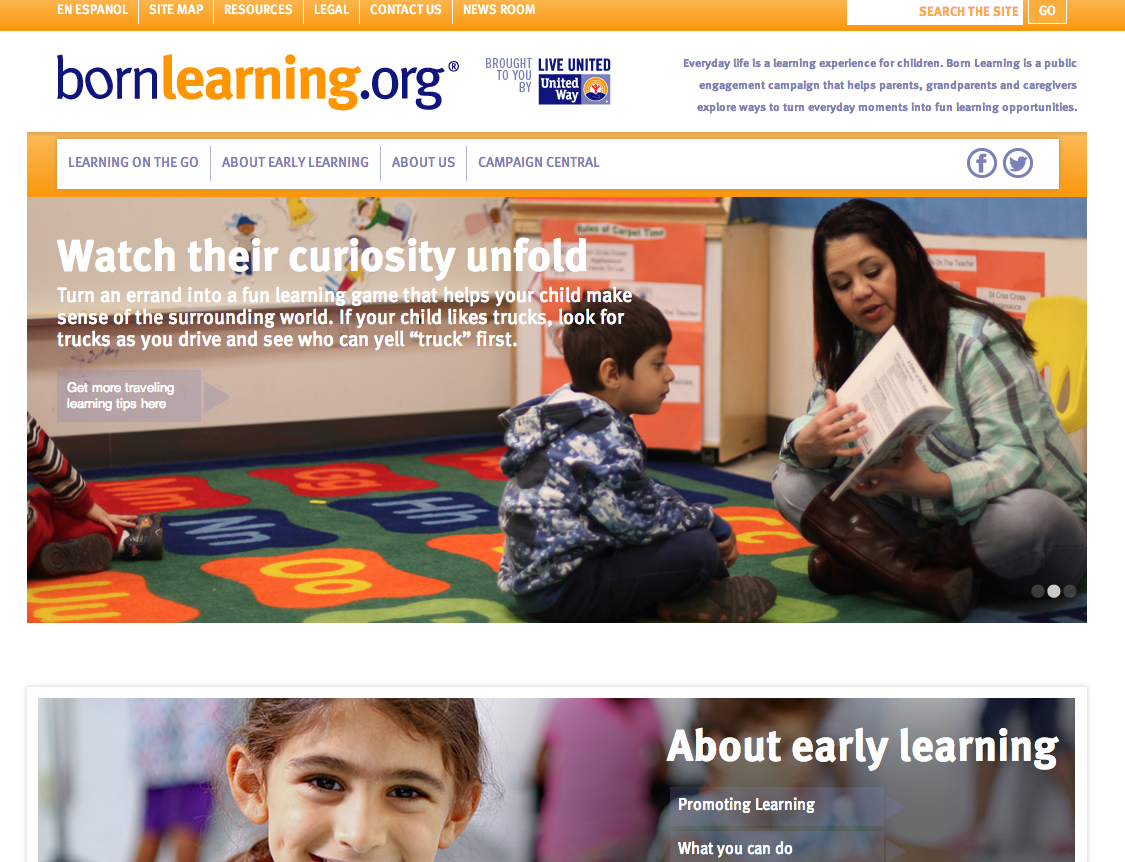 EN ESPANOL
SITE MAP
RESOURCES
LEGAL
CONTACT US
NEWS ROOM
SEARCH THE SITE
GO
bornlearning.org®
BROUGHT
TO YOU
BY
LIVE UNITED
United
Way
Everyday life is a learning experience for children. Born Learning is a public
engagement campaign that helps parents, grandparents and caregivers
explore ways to turn everyday moments into fun learning opportunities.
LEARNING ON THE GO
ABOUT EARLY LEARNING
ABOUT US
CAMPAIGN CENTRAL
Rules of Carpet Time
Watch their curiosity unfold
Turn an errand into a fun learning game that helps your child make
sense of the surrounding world. If your child likes trucks, look for
trucks as you drive and see who can yell “truck” first.
Get more traveling
learning tips here
Mm
Gg
Nn
Hh
Oo
Cc
About early learning
Promoting Learning
What you can do